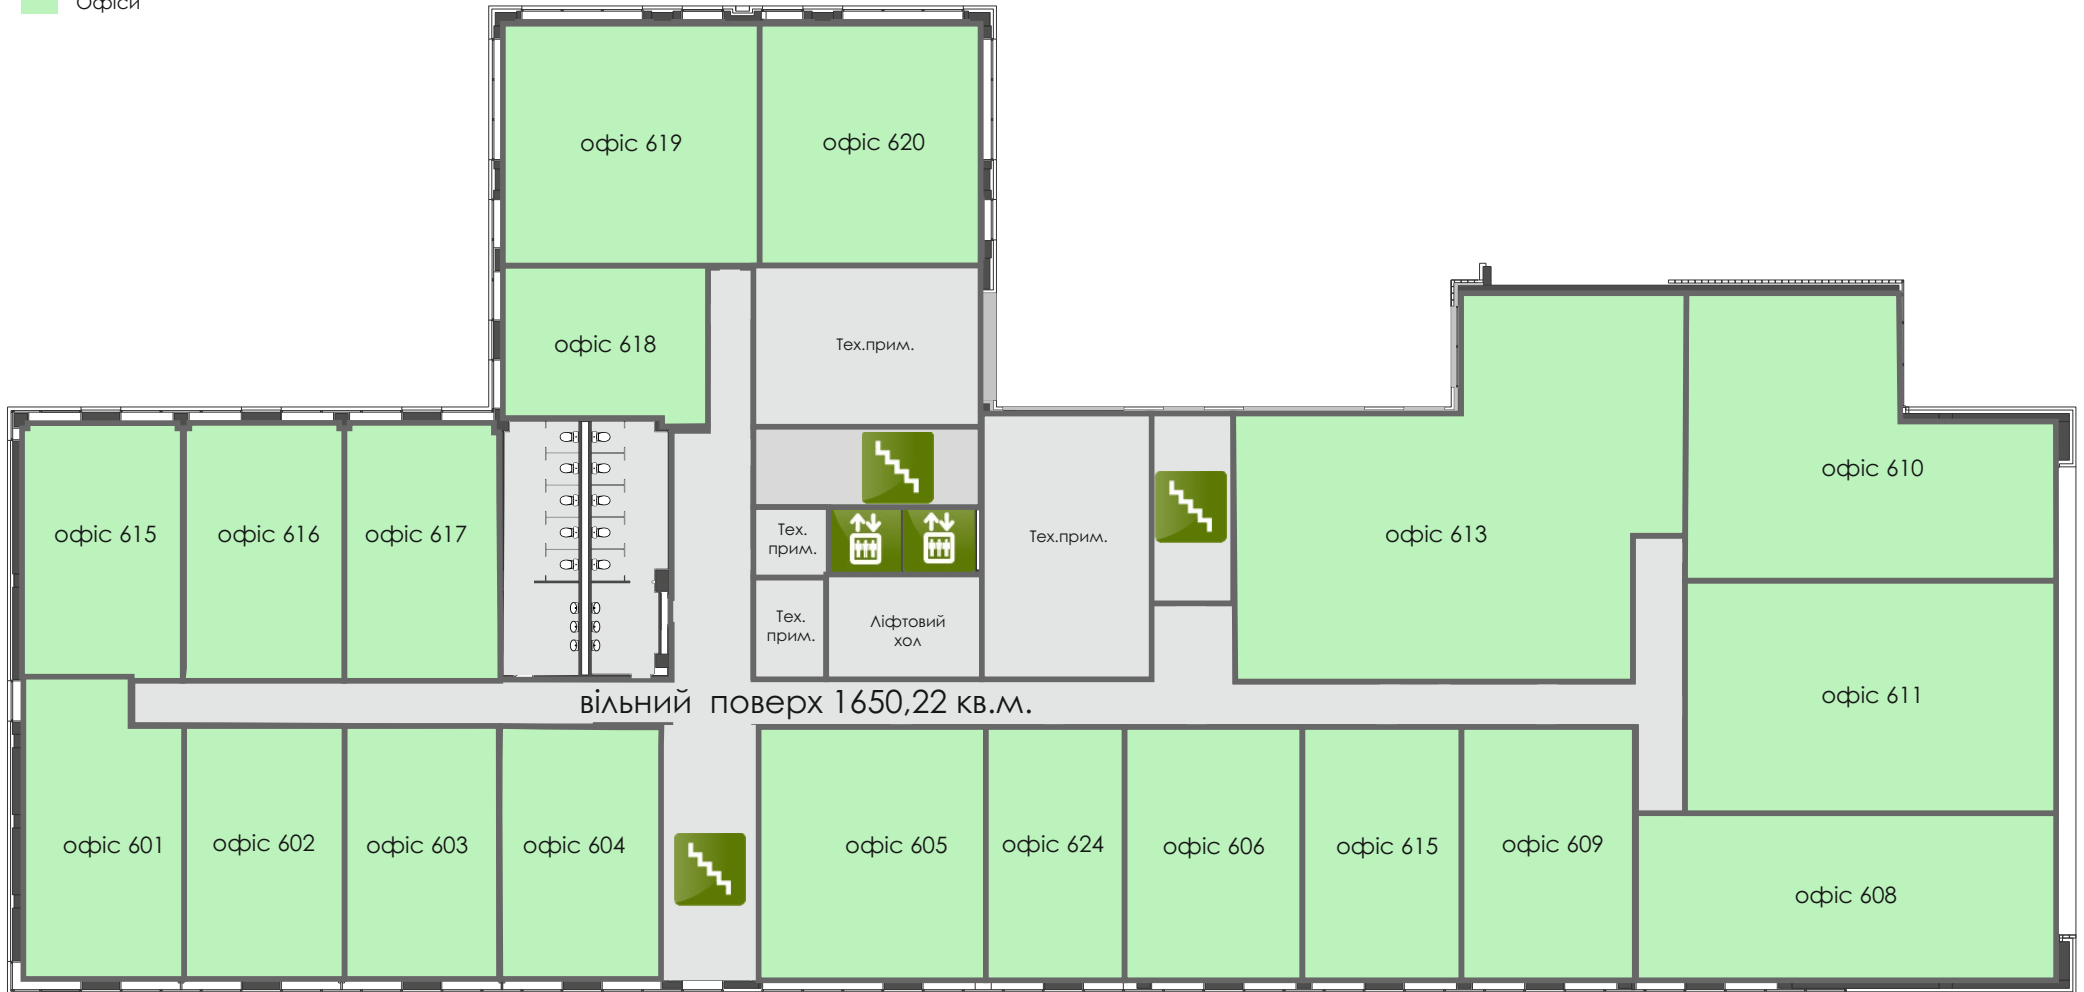 Офіси
офіс 619
офіс 620
офіс 618
Тех.прим.
офіс 610
офіс 615
офіс 616
офіс 617
Тех.
прим.
Тех.прим.
офіс 613
Тех.
прим.
Ліфтовий
хол
офіс 611
вільний поверх 1650,22 кв.м.
офіс 601
офіс 602
офіс 603
офіс 604
офіс 605
офіс 624
офіс 606
офіс 615
офіс 609
офіс 608